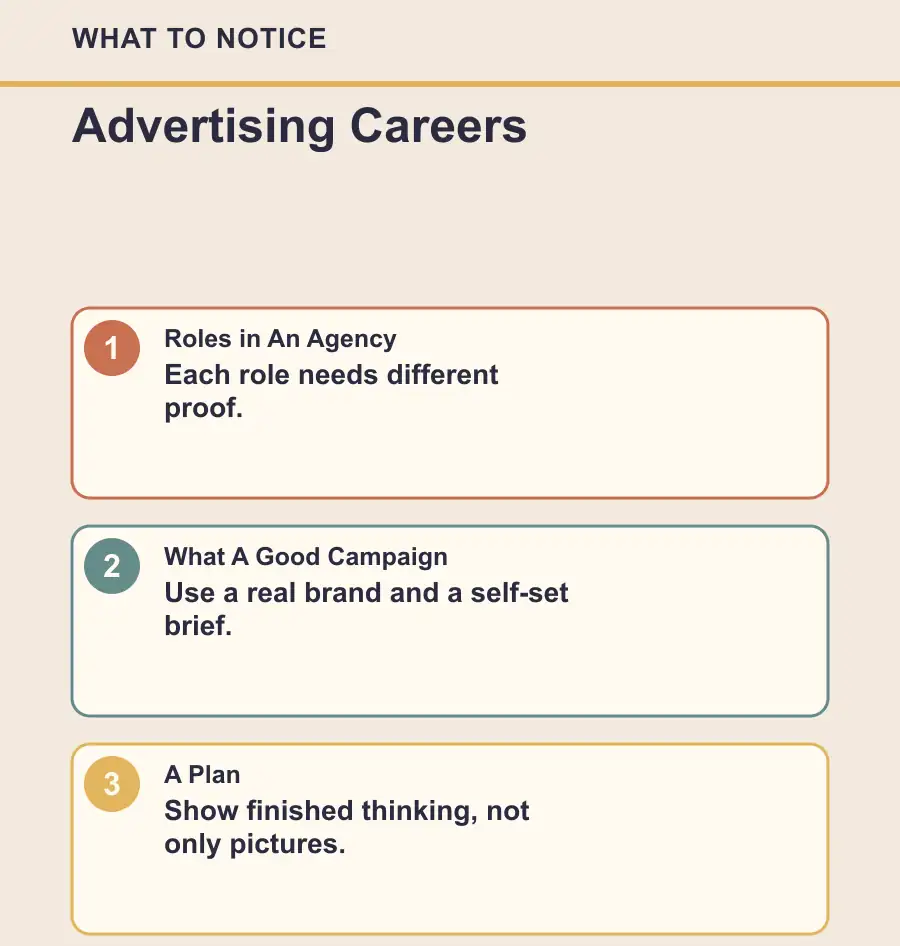 WHAT TO NOTICE
Advertising Careers
1
Roles in An Agency
Each role needs different
proof.
2
What A Good Campaign
Use a real brand and a self-set
brief.
3
A Plan
Show finished thinking, not
only pictures.